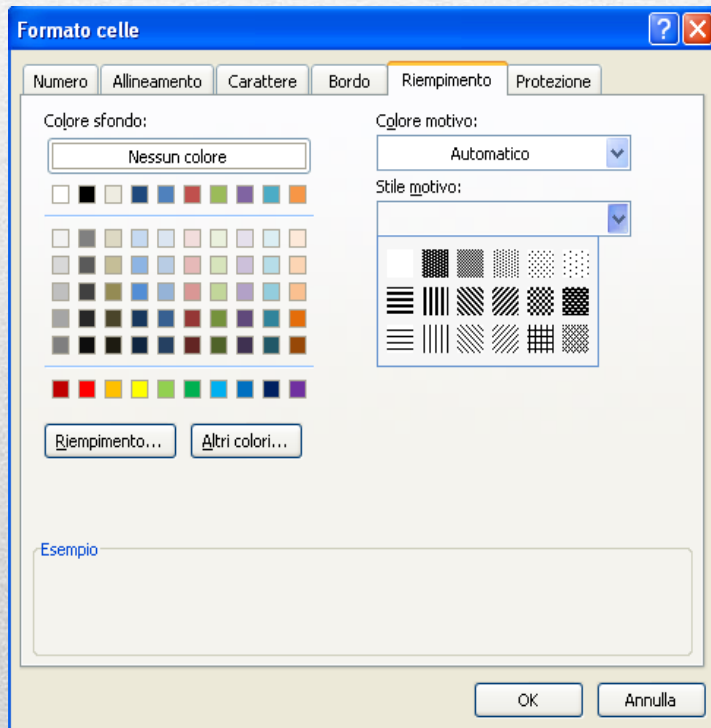 Formato celle
Numero Allineamento Carattere Bordo Riempimento Protezione
Colore sfondo:
Nessun colore
Colore motivo:
Automatico
Stile motivo:
Riempimento...
Altri colori...
Esempio
OK
Annulla